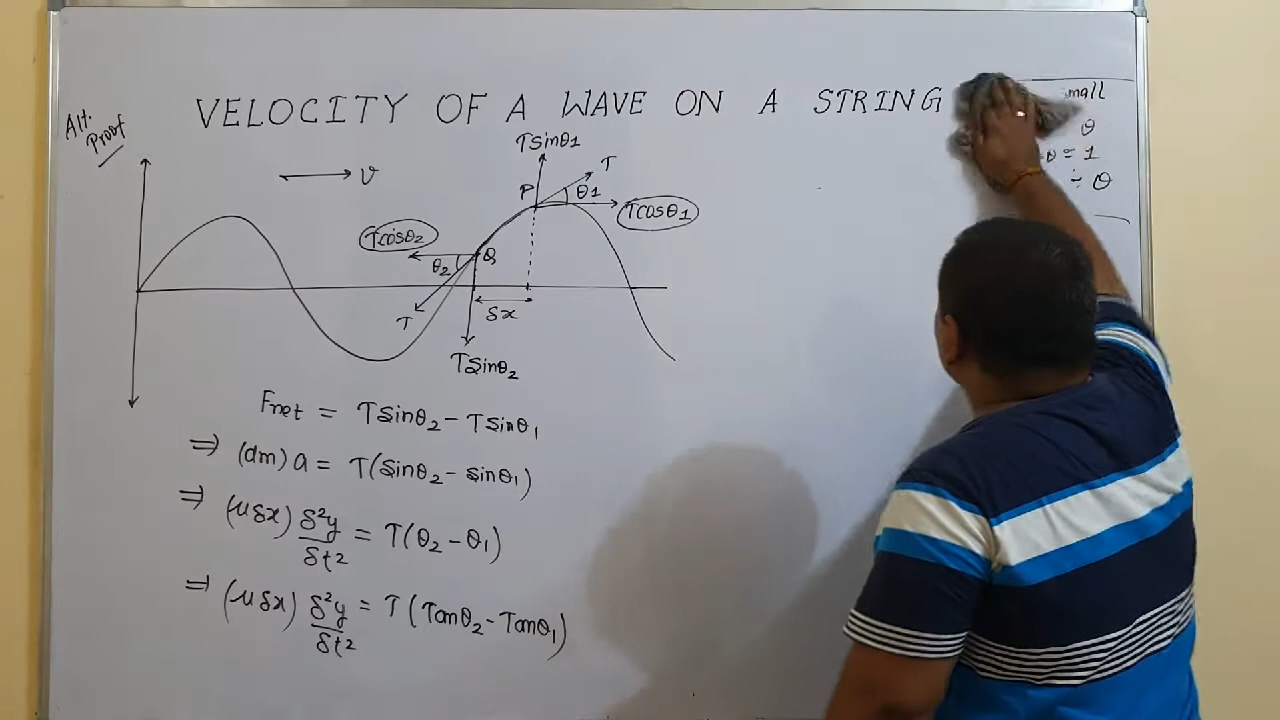 Alt. Proof
VELOCITY OF A WAVE ON A STRING
v
Tcosθ2
θ2
T
Q
Tsinθ2
δx
P
Tsinθ1
T
θ1
Tcosθ1
Fnet = Tsinθ2 - Tsinθ1
⇒ (dm) a = T(sinθ2 - sinθ1)
⇒ (μδx) δ²y/δt² = T(θ2 - θ1)
⇒ (μδx) δ²y/δt² = T(Tanθ2 - Tanθ1)
θ
= 1
≑ θ